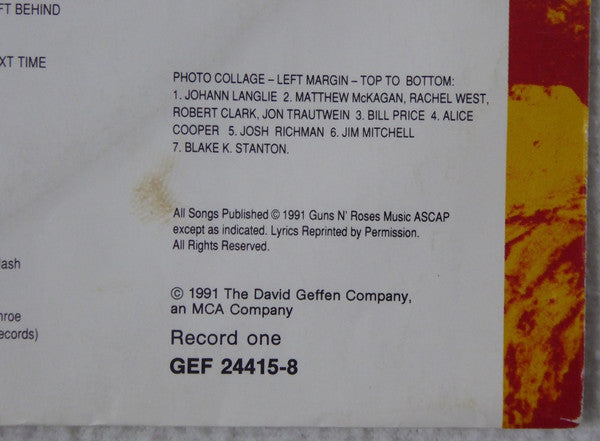 FT BEHIND
XT TIME
PHOTO COLLAGE – LEFT MARGIN – TOP TO BOTTOM:
1. JOHANN LANGLIE 2. MATTHEW McKAGAN, RACHEL WEST,
ROBERT CLARK, JON TRAUTWEIN 3. BILL PRICE 4. ALICE
COOPER 5. JOSH RICHMAN 6. JIM MITCHELL
7. BLAKE K. STANTON.
All Songs Published © 1991 Guns N' Roses Music ASCAP
except as indicated. Lyrics Reprinted by Permission.
All Rights Reserved.
lash
nroe
ecords)
© 1991 The David Geffen Company,
an MCA Company
Record one
GEF 24415-8